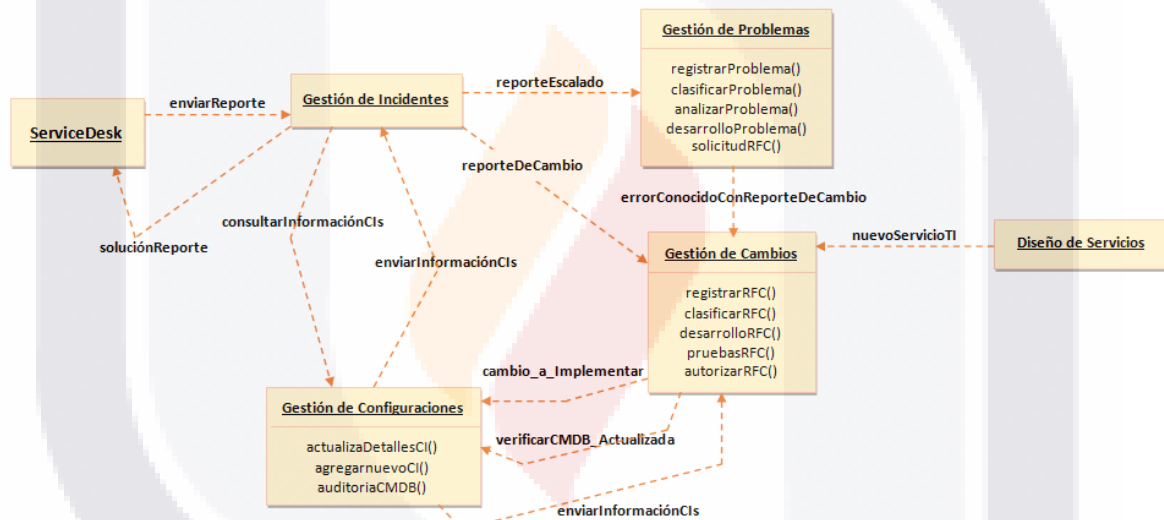 Gestión de Problemas
registrarProblema()
clasificarProblema()
analizarProblema()
desarrolloProblema()
solicitudRFC()
reporteEscalado
Gestión de Incidentes
enviarReporte
ServiceDesk
reporteDeCambio
errorConocidoConReporteDeCambio
consultarInformaciónCIs
soluciónReporte
enviarInformaciónCIs
nuevoServicioTI
Diseño de Servicios
Gestión de Cambios
registrarRFC()
clasificarRFC()
desarrolloRFC()
pruebasRFC()
autorizarRFC()
cambio_a_Implementar
Gestión de Configuraciones
actualizaDetallesCI()
agregarnuevoCI()
auditoriaCMDB()
verificarCMDB_Actualizada
enviarInformaciónCIs